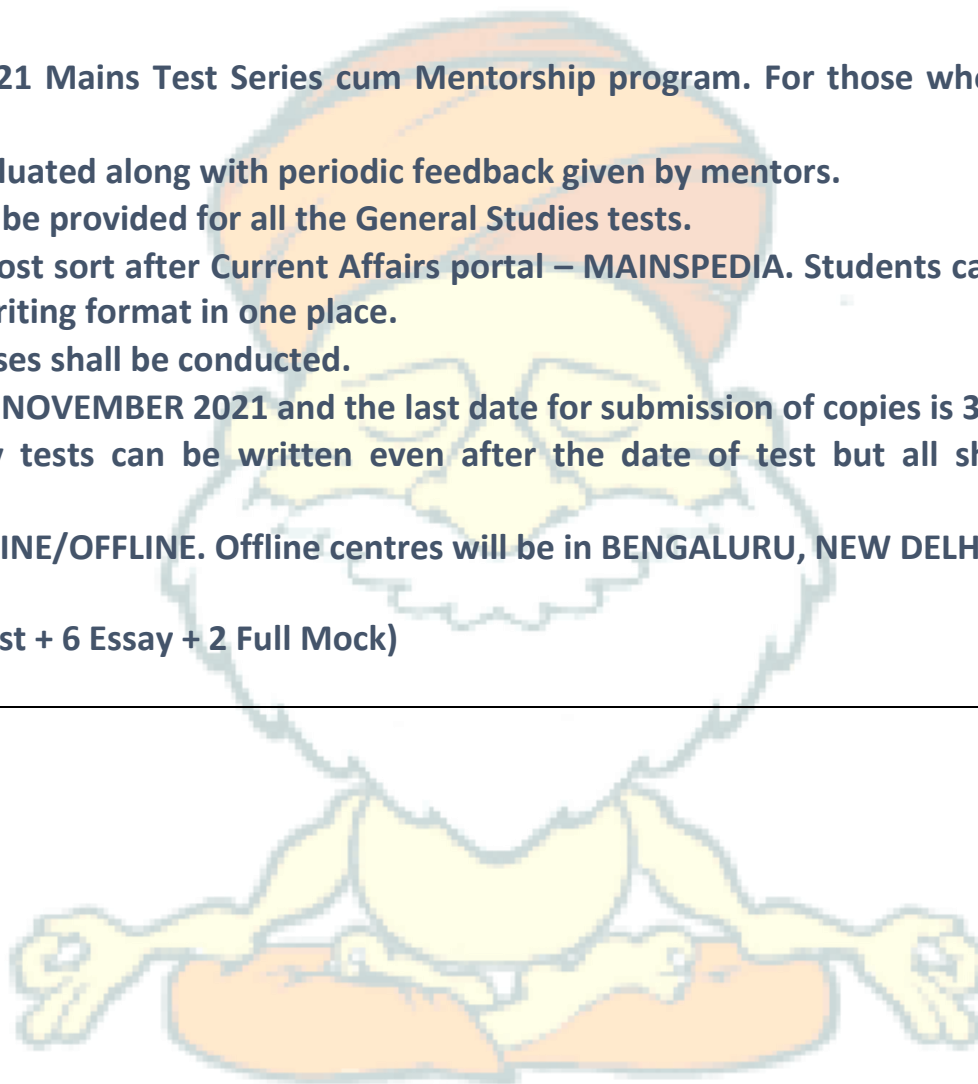 21 Mains Test Series cum Mentorship program. For those who
luated along with periodic feedback given by mentors.
be provided for all the General Studies tests.
ost sort after Current Affairs portal – MAINSPEDIA. Students ca
riting format in one place.
ses shall be conducted.
NOVEMBER 2021 and the last date for submission of copies is 3
tests can be written even after the date of test but all sh
INE/OFFLINE. Offline centres will be in BENGALURU, NEW DELH
st + 6 Essay + 2 Full Mock)